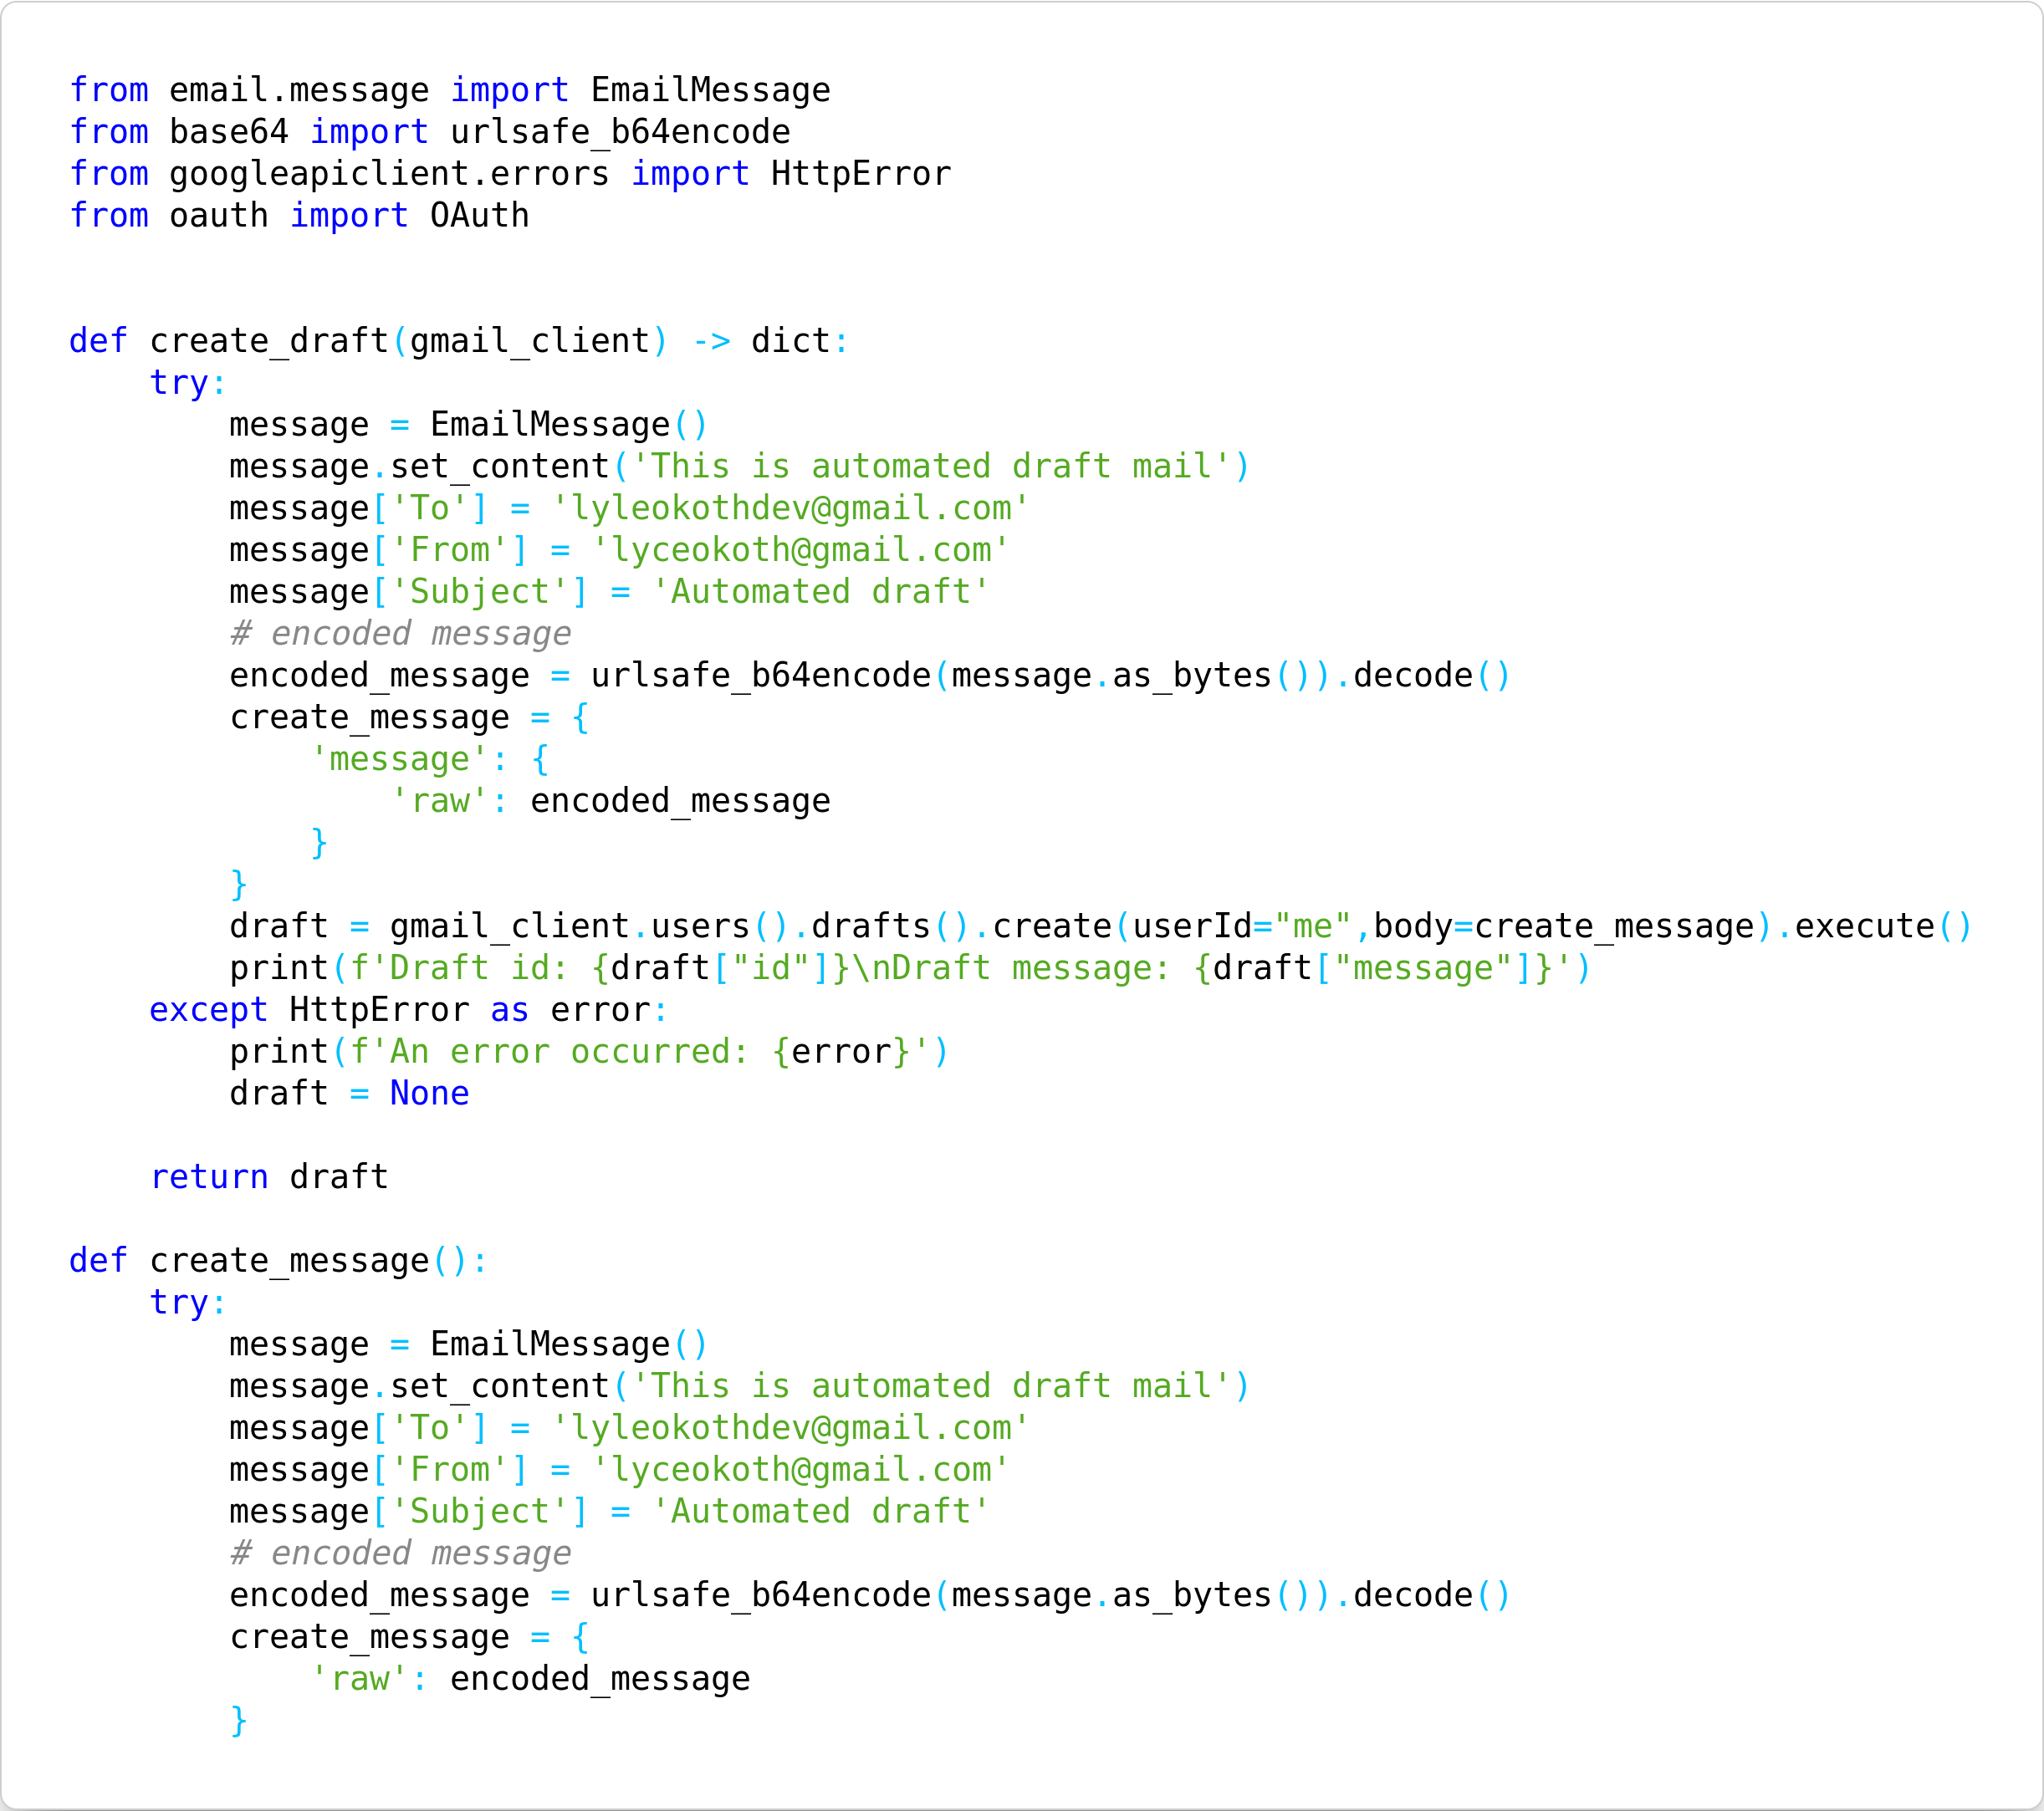 from email.message import EmailMessage
from base64 import urlsafe_b64encode
from googleapiclient.errors import HttpError
from oauth import OAuth
def create_draft(gmail_client) -> dict:
    try:
        message = EmailMessage()
        message.set_content('This is automated draft mail')
        message['To'] = 'lyleokothdev@gmail.com'
        message['From'] = 'lyceokoth@gmail.com'
        message['Subject'] = 'Automated draft'
        # encoded message
        encoded_message = urlsafe_b64encode(message.as_bytes()).decode()
        create_message = {
            'message': {
                'raw': encoded_message
            }
        }
        draft = gmail_client.users().drafts().create(userId="me",body=create_message).execute()
        print(f'Draft id: {draft["id"]}\nDraft message: {draft["message"]}')
    except HttpError as error:
        print(f'An error occurred: {error}')
        draft = None
    return draft
def create_message():
    try:
        message = EmailMessage()
        message.set_content('This is automated draft mail')
        message['To'] = 'lyleokothdev@gmail.com'
        message['From'] = 'lyceokoth@gmail.com'
        message['Subject'] = 'Automated draft'
        # encoded message
        encoded_message = urlsafe_b64encode(message.as_bytes()).decode()
        create_message = {
            'raw': encoded_message
        }